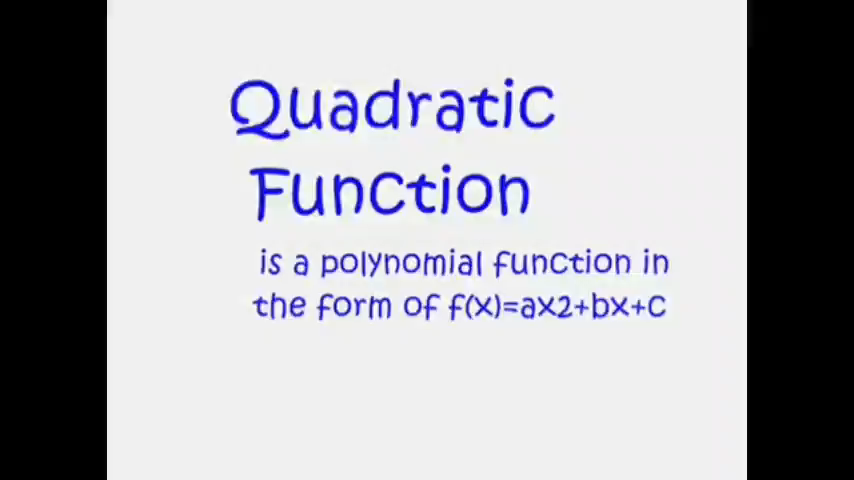 Quadratic
Function
is a polynomial function in
the form of f(x)=ax2+bx+c